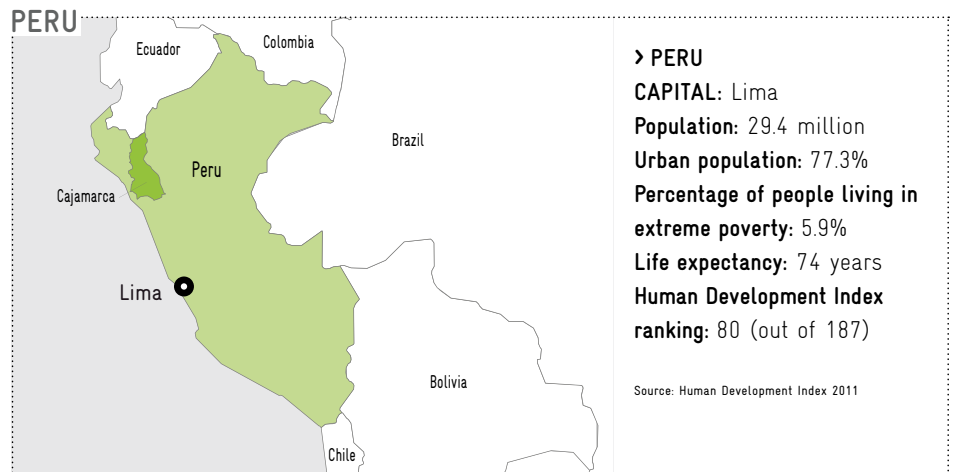 PERU
Ecuador
Colombia
Brazil
Peru
Cajamarca
Lima
Bolivia
Chile
> PERU
CAPITAL: Lima
Population: 29.4 million
Urban population: 77.3%
Percentage of people living in
extreme poverty: 5.9%
Life expectancy: 74 years
Human Development Index
ranking: 80 (out of 187)
Source: Human Development Index 2011